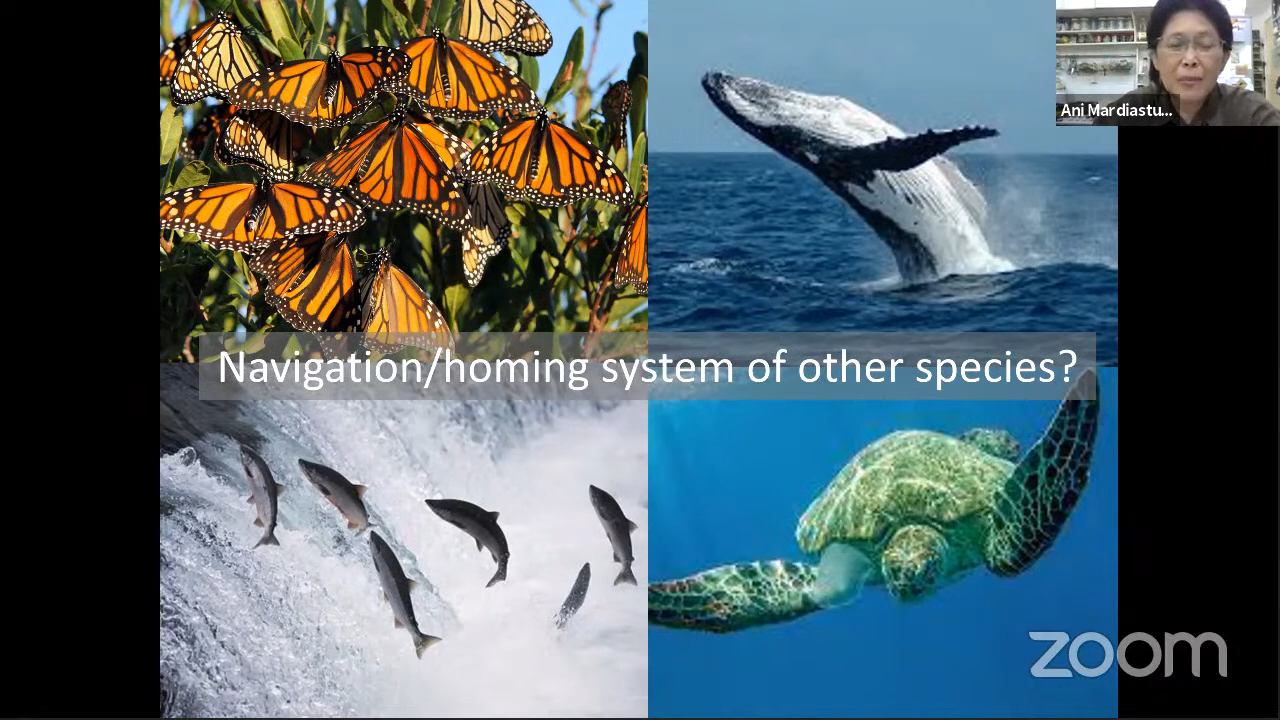 Ani Mardiastu...
Navigation/homing system of other species?
zoom